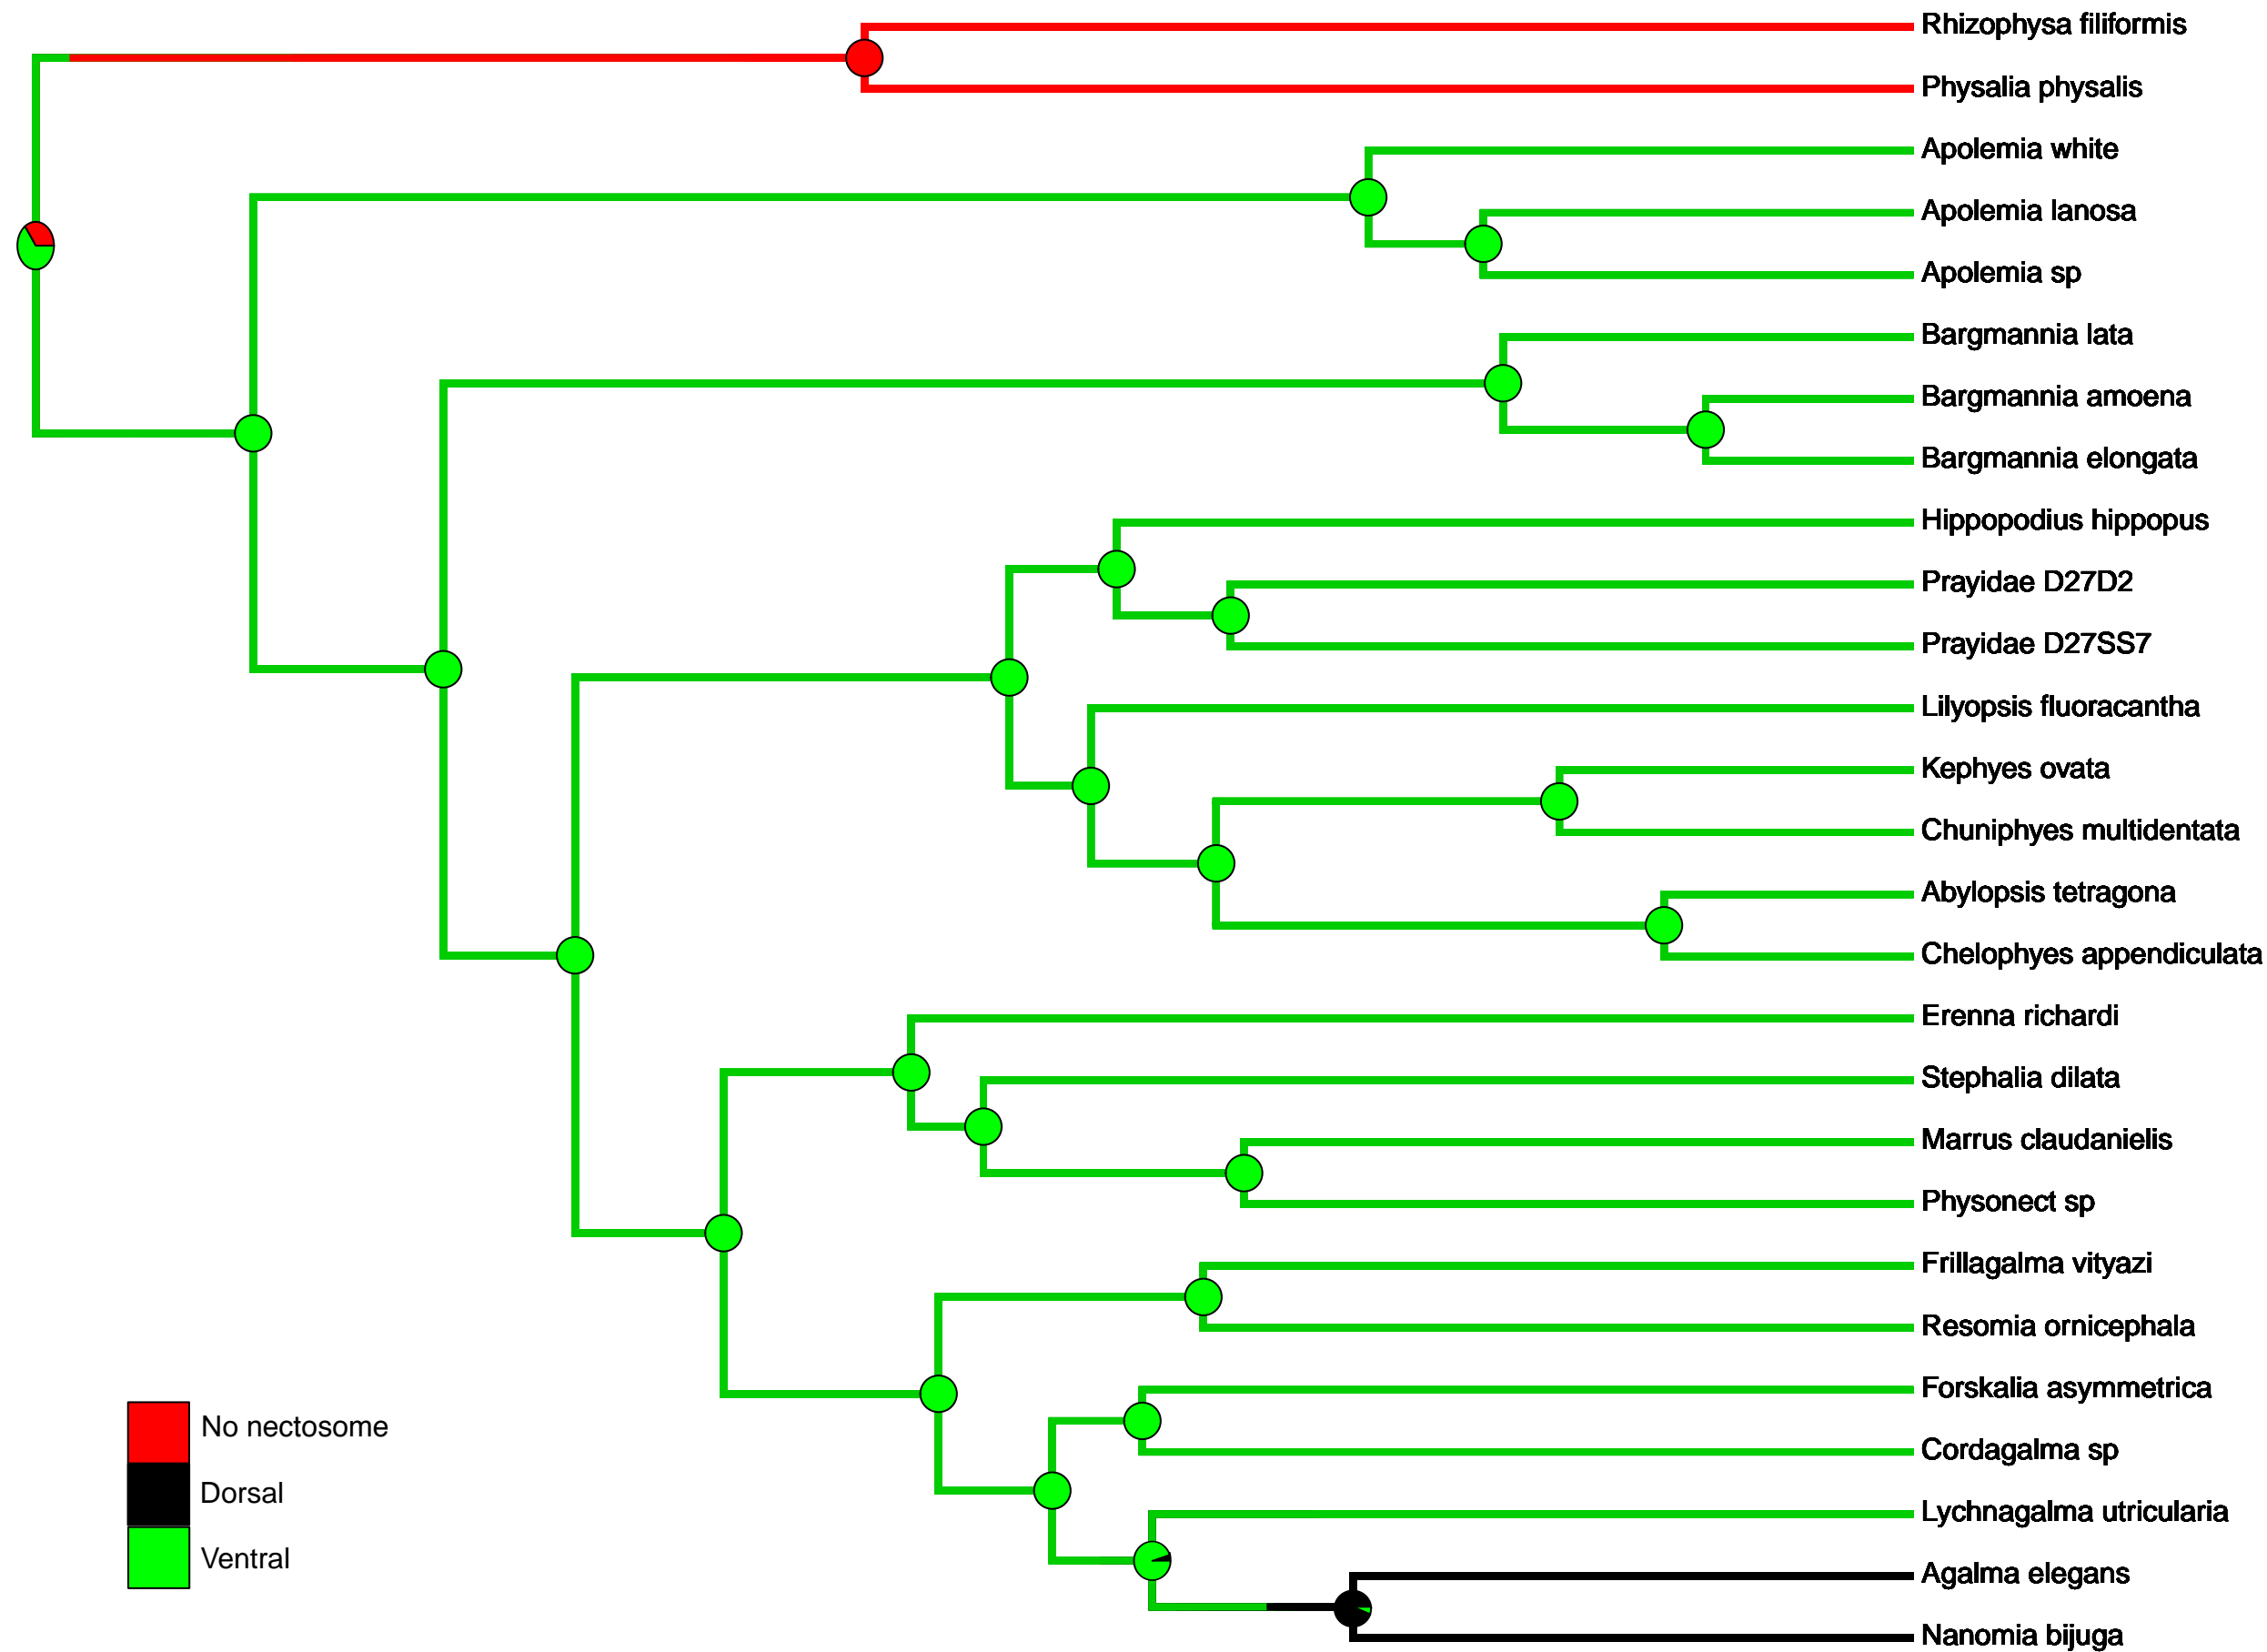 Rhizophysa filiformis
Physalia physalis
Apolemia white
Apolemia lanosa
Apolemia sp
Bargmannia lata
Bargmannia amoena
Bargmannia elongata
Hippopodius hippopus
Prayidae D27D2
Prayidae D27SS7
Lilyopsis fluoracantha
Kephyes ovata
Chuniphyes multidentata
Abylopsis tetragona
Chelophyes appendiculata
Erenna richardi
Stephalia dilata
Marrus claudanielis
Physonect sp
Frillagalma vityazi
Resomia ornicephala
Forskalia asymmetrica
Cordagalma sp
Lychnagalma utricularia
Agalma elegans
Nanomia bijuga
No nectosome
Dorsal
Ventral